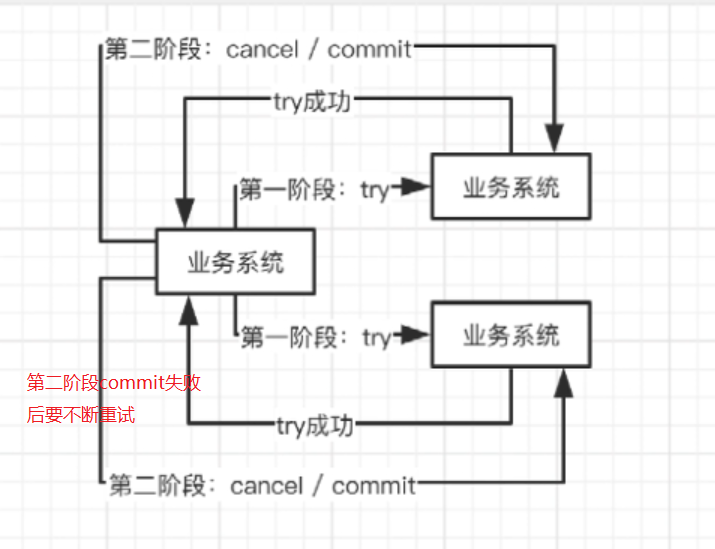 第二阶段：cancel / commit
try成功
第一阶段：try
业务系统
业务系统
业务系统
第一阶段：try
第二阶段commit失败
后要不断重试
try成功
第二阶段：cancel / commit